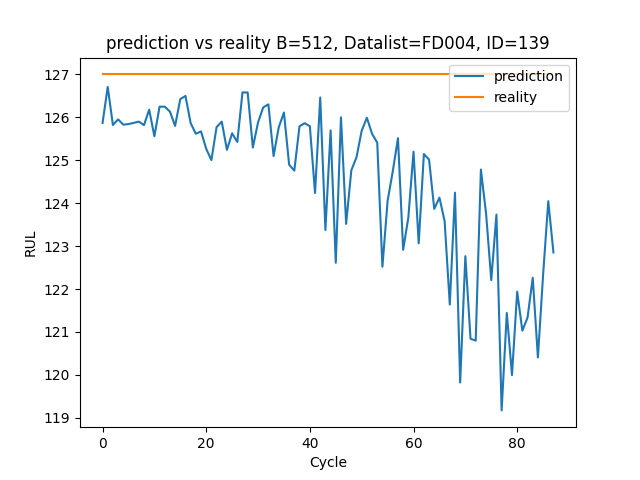 prediction vs reality B=512, Datalist=FD004, ID=139
prediction
reality
127
126
125
124
123
122
121
120
119
RUL
0
20
40
60
80
Cycle